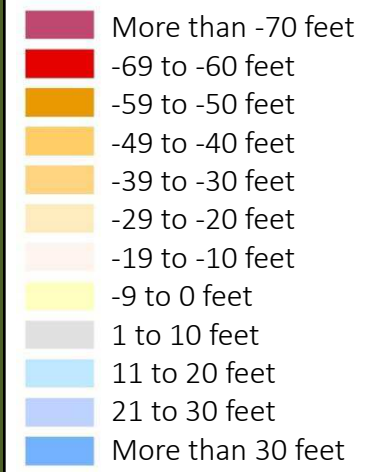 More than -70 feet
-69 to -60 feet
-59 to -50 feet
-49 to -40 feet
-39 to -30 feet
-29 to -20 feet
-19 to -10 feet
-9 to 0 feet
1 to 10 feet
11 to 20 feet
21 to 30 feet
More than 30 feet